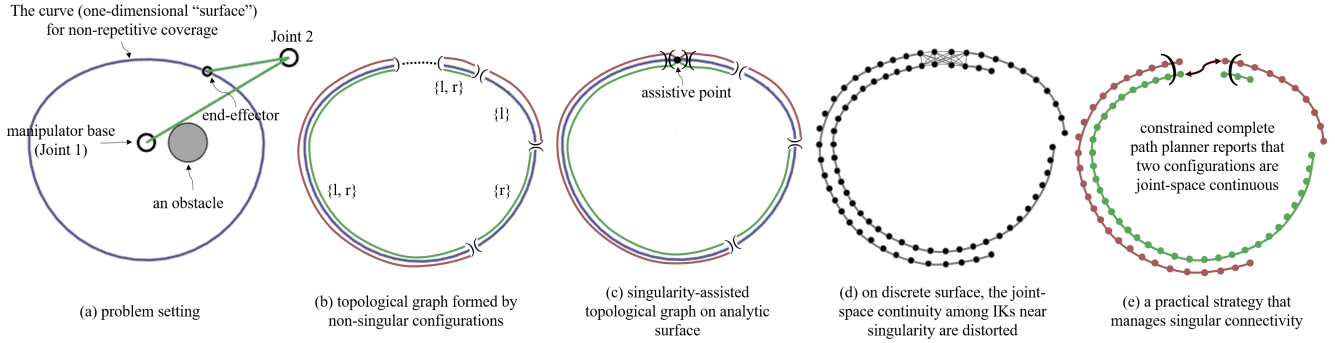 The curve (one-dimensional “surface”)
for non-repetitive coverage
Joint 2
end-effector
manipulator base
(Joint 1)
an obstacle
(a) problem setting
{l, r}
{l}
{l, r}
{r}
(b) topological graph formed by
non-singular configurations
assistive point
(c) singularity-assisted
topological graph on analytic
surface
(d) on discrete surface, the joint-
space continuity among IKs near
singularity are distorted
constrained complete
path planner reports that
two configurations are
joint-space continuous
(e) a practical strategy that
manages singular connectivity